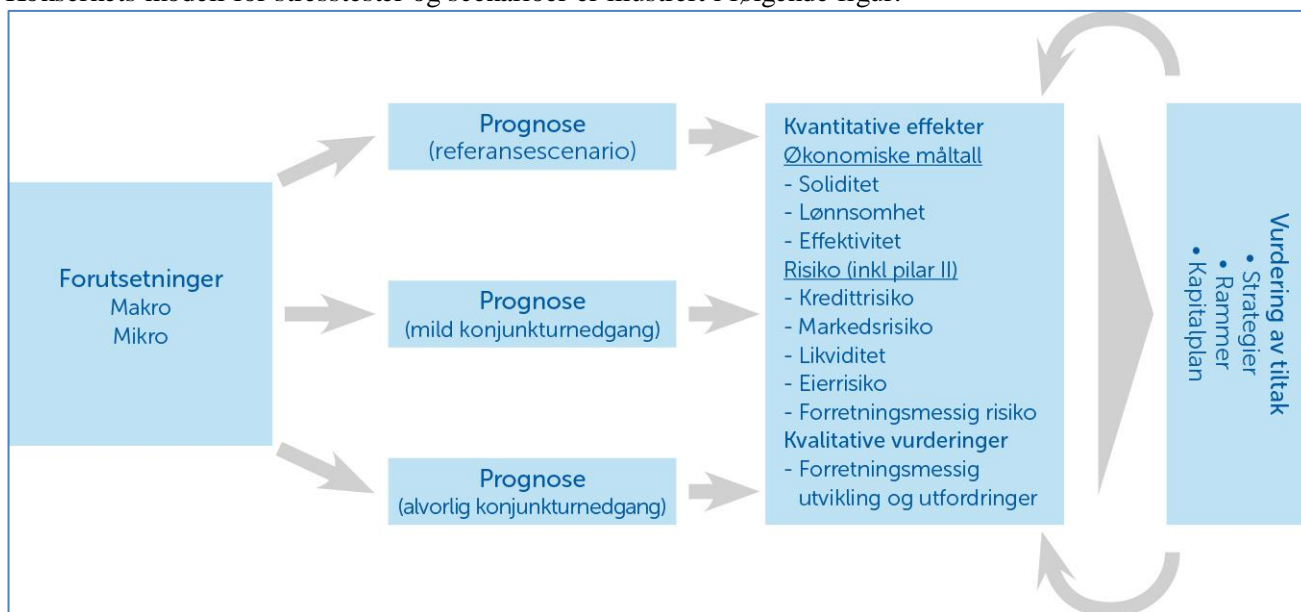 Konsernets modell for stresstester og scenarioer er illustrert i følgende figur:
Forutsetninger
Makro
Mikro
Prognose
(referansescenario)
Prognose
(mild konjunkturnedgang)
Prognose
(alvorlig konjunkturnedgang)
Kvantitative effekter
Økonomiske måltall
- Soliditet
- Lønnsomhet
- Effektivitet
Risiko (inkl pilar II)
- Kredittrisiko
- Markedsrisiko
- Likviditet
- Eierrisiko
- Forretningsmessig risiko
Kvalitative vurderinger
- Forretningsmessig
utvikling og utfordringer
Vurdering av tiltak
• Strategier
• Rammer
• Kapitalplan